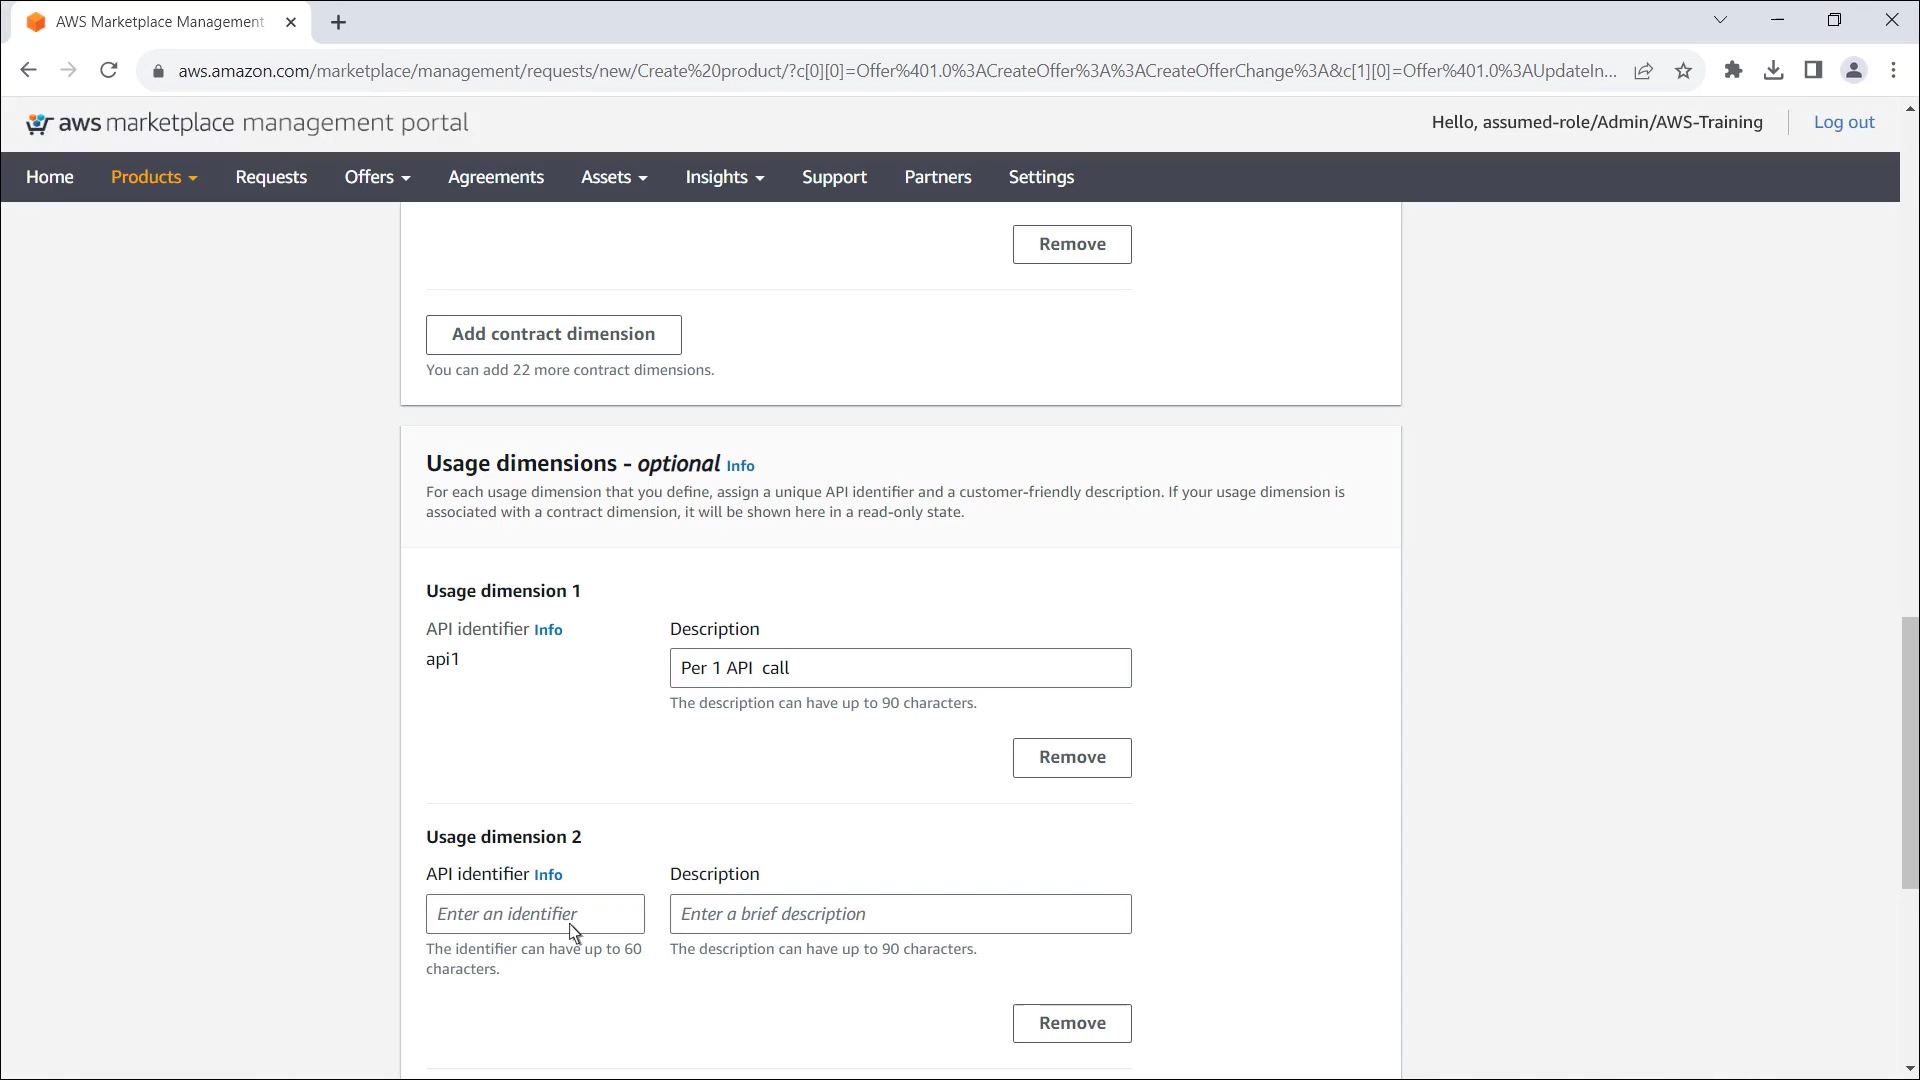 AWS Marketplace Management
aws.amazon.com/marketplace/management/requests/new/Create%20product/?c[0][0]=Offer%401.0%3ACreateOffer%3A%3ACreateOfferChange%3A&c[1][0]=Offer%401.0%3AUpdateIn...
aws marketplace management portal
Hello, assumed-role/Admin/AWS-Training
Log out
Home
Products
Requests
Offers
Agreements
Assets
Insights
Support
Partners
Settings
Remove
Add contract dimension
You can add 22 more contract dimensions.
Usage dimensions - optional Info
For each usage dimension that you define, assign a unique API identifier and a customer-friendly description. If your usage dimension is
associated with a contract dimension, it will be shown here in a read-only state.
Usage dimension 1
API identifier Info
Description
api1
Per 1 API  call
The description can have up to 90 characters.
Remove
Usage dimension 2
API identifier Info
Description
Enter an identifier
Enter a brief description
The identifier can have up to 60
characters.
The description can have up to 90 characters.
Remove